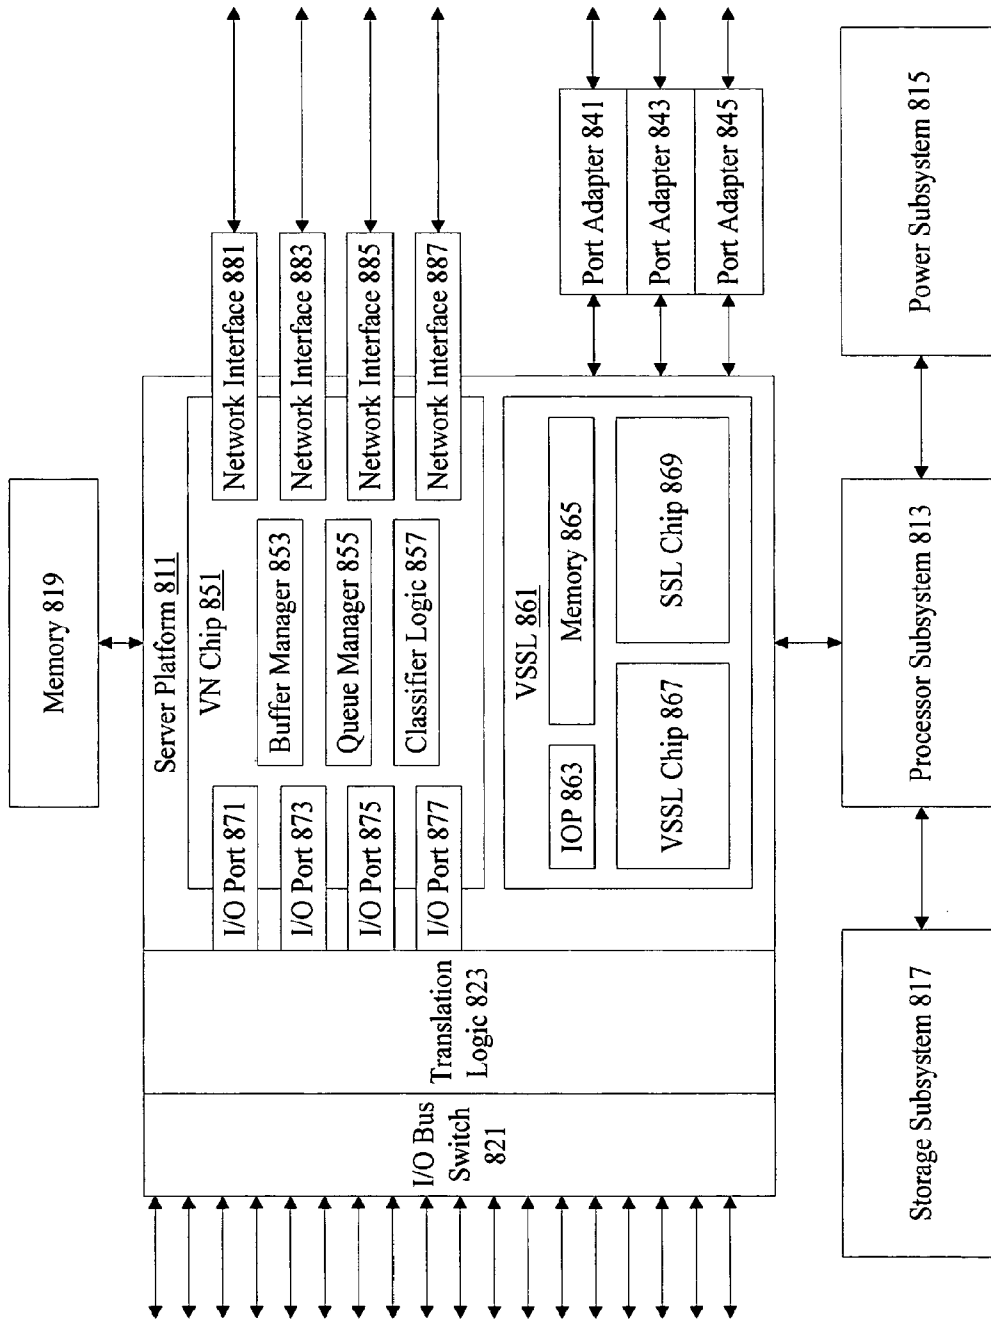 Memory 819
Server Platform 811
VN Chip 851
I/O Port 871
I/O Port 873
I/O Port 875
I/O Port 877
Buffer Manager 853
Queue Manager 855
Classifier Logic 857
Network Interface 881
Network Interface 883
Network Interface 885
Network Interface 887
I/O Bus
Switch
821
Translation
Logic 823
VSSL 861
IOP 863
Memory 865
VSSL Chip 867
SSL Chip 869
Port Adapter 841
Port Adapter 843
Port Adapter 845
Storage Subsystem 817
Processor Subsystem 813
Power Subsystem 815